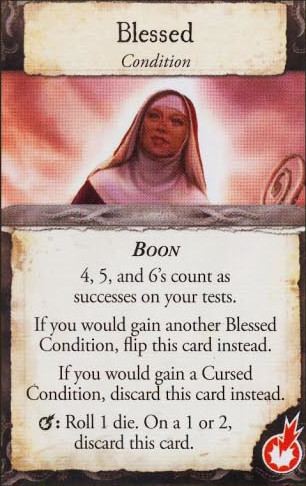 Blessed
Condition
BOON
4, 5, and 6's count as
successes on your tests.
If you would gain another Blessed
Condition, flip this card instead.
If you would gain a Cursed
Condition, discard this card instead.
: Roll 1 die. On a 1 or 2,
discard this card.